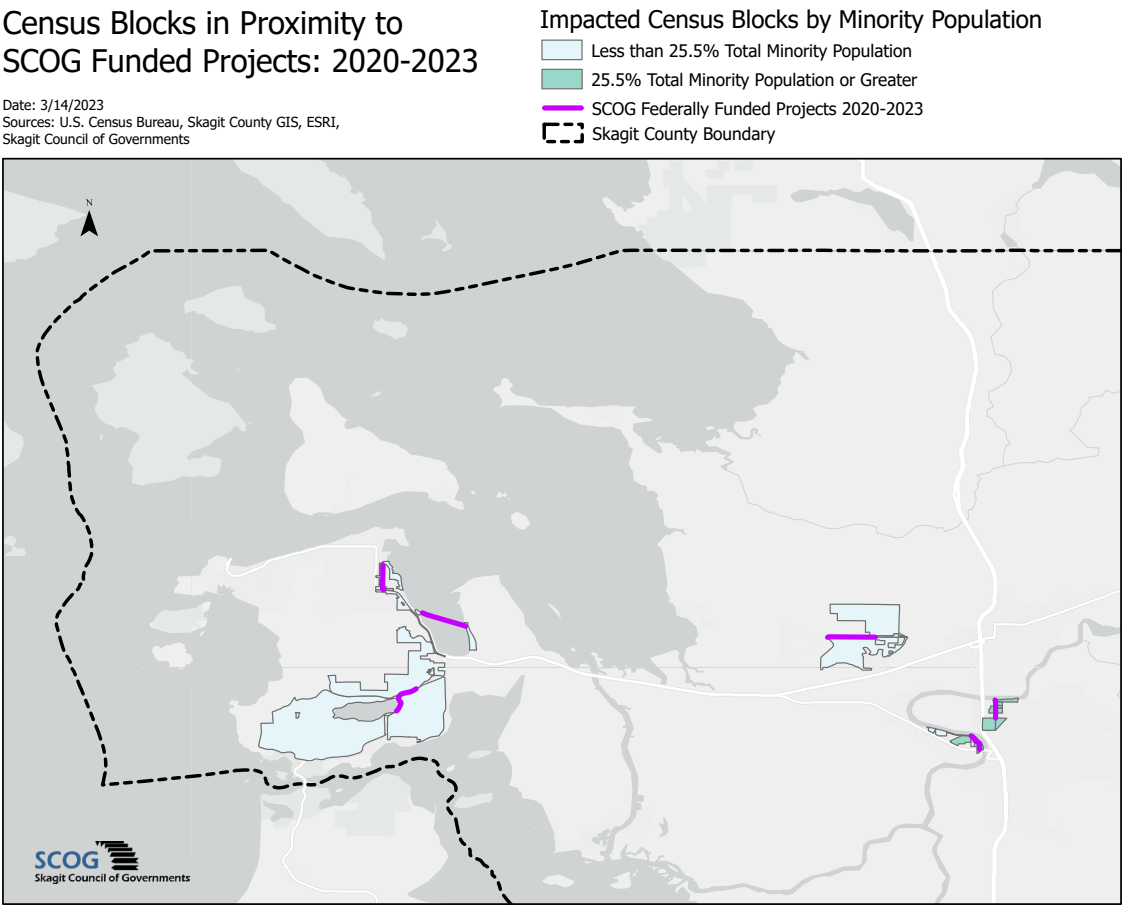 Census Blocks in Proximity to
SCOG Funded Projects: 2020-2023
Date: 3/14/2023
Sources: U.S. Census Bureau, Skagit County GIS, ESRI,
Skagit Council of Governments
Impacted Census Blocks by Minority Population
Less than 25.5% Total Minority Population
25.5% Total Minority Population or Greater
SCOG Federally Funded Projects 2020-2023
Skagit County Boundary
N
SCOG
Skagit Council of Governments